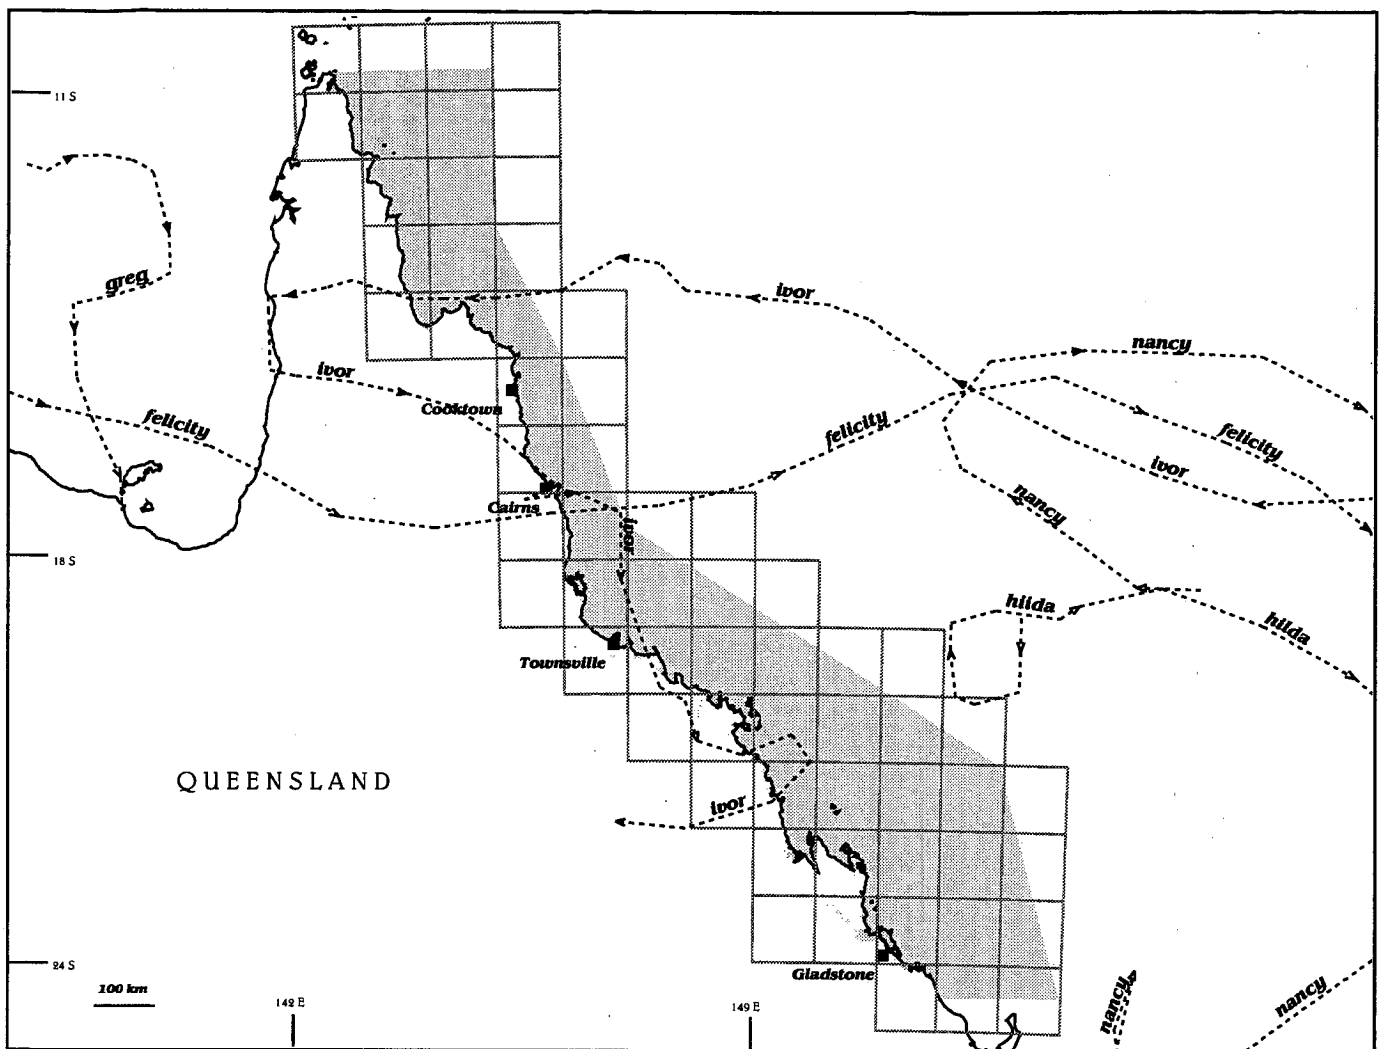 11 S
greg
ivor
nancy
ivor
Cooktown
felicity
felicity
felicity
ivor
nancy
Cairns
ivor
18 S
hilda
hilda
Townsville
QUEENSLAND
ivor
24 S
Gladstone
100 km
142 E
149 E
nancy
nancy